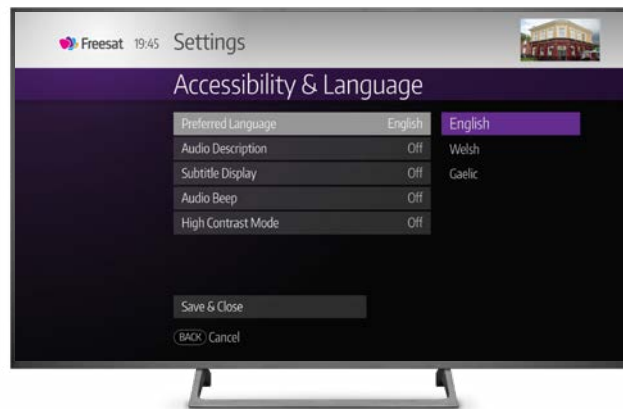 Freesat 19:45 Settings
Accessibility & Language
Preferred Language English English
Audio Description Off Welsh
Subtitle Display Off Gaelic
Audio Beep Off
High Contrast Mode Off
Save & Close
BACK Cancel